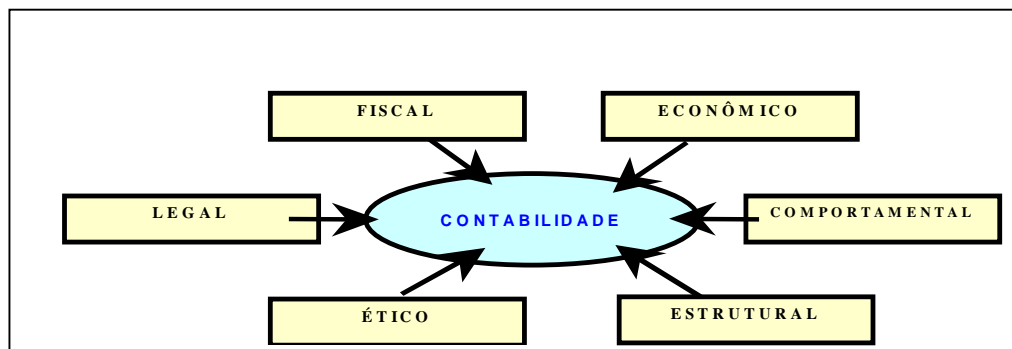 FISCAL
ECONÔMICO
LEGAL
CONTABILIDADE
COMPORTAMENTAL
ÉTICO
ESTRUTURAL